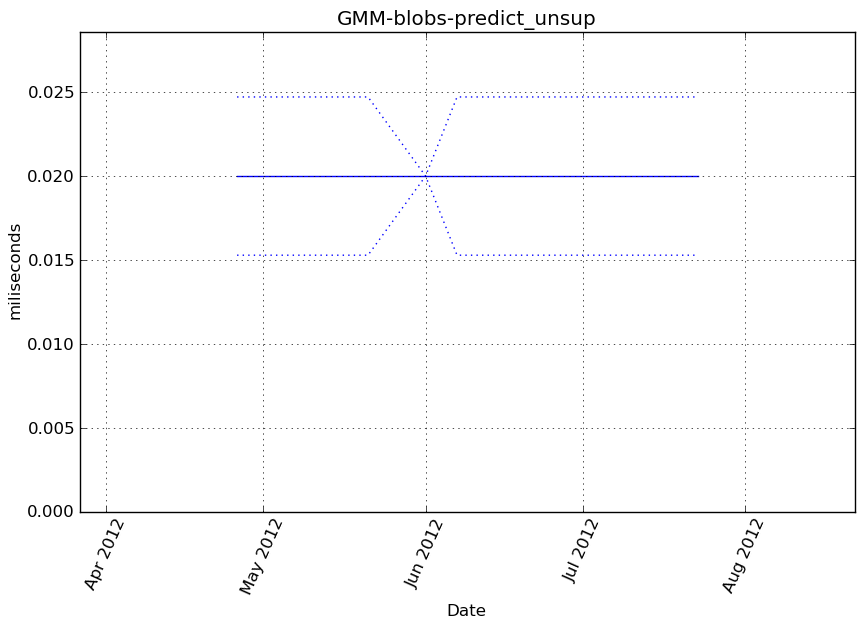 GMM-blobs-predict_unsup
0.025
0.020
0.015
0.010
0.005
0.000
miliseconds
Apr 2012
May 2012
Jun 2012
Jul 2012
Aug 2012
Date